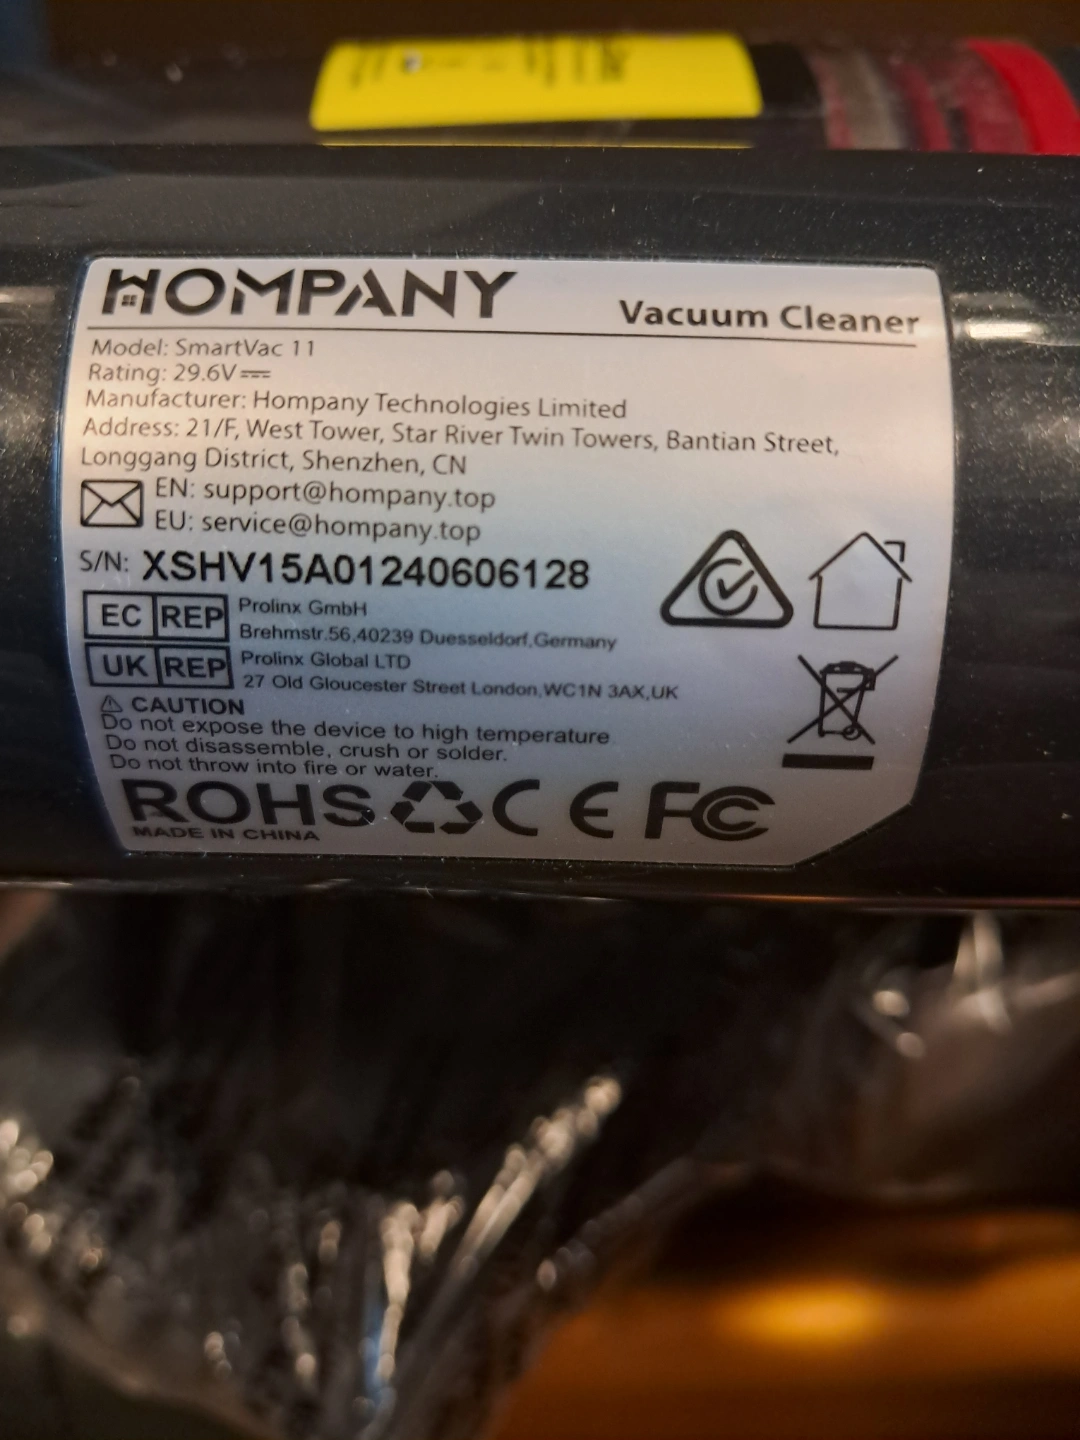 HOMPANY
Vacuum Cleaner
Model: SmartVac 11
Rating: 29.6V⎓
Manufacturer: Hompany Technologies Limited
Address: 21/F, West Tower, Star River Twin Towers, Bantian Street,
Longgang District, Shenzhen, CN
EN: support@hompany.top
EU: service@hompany.top
S/N: XSHV15A01240606128
EC REP Prolinx GmbH
Brehmstr.56,40239 Duesseldorf,Germany
UK REP Prolinx Global LTD
27 Old Gloucester Street London,WC1N 3AX,UK
⚠ CAUTION
Do not expose the device to high temperature
Do not disassemble, crush or solder.
Do not throw into fire or water.
ROHS CE FC
MADE IN CHINA